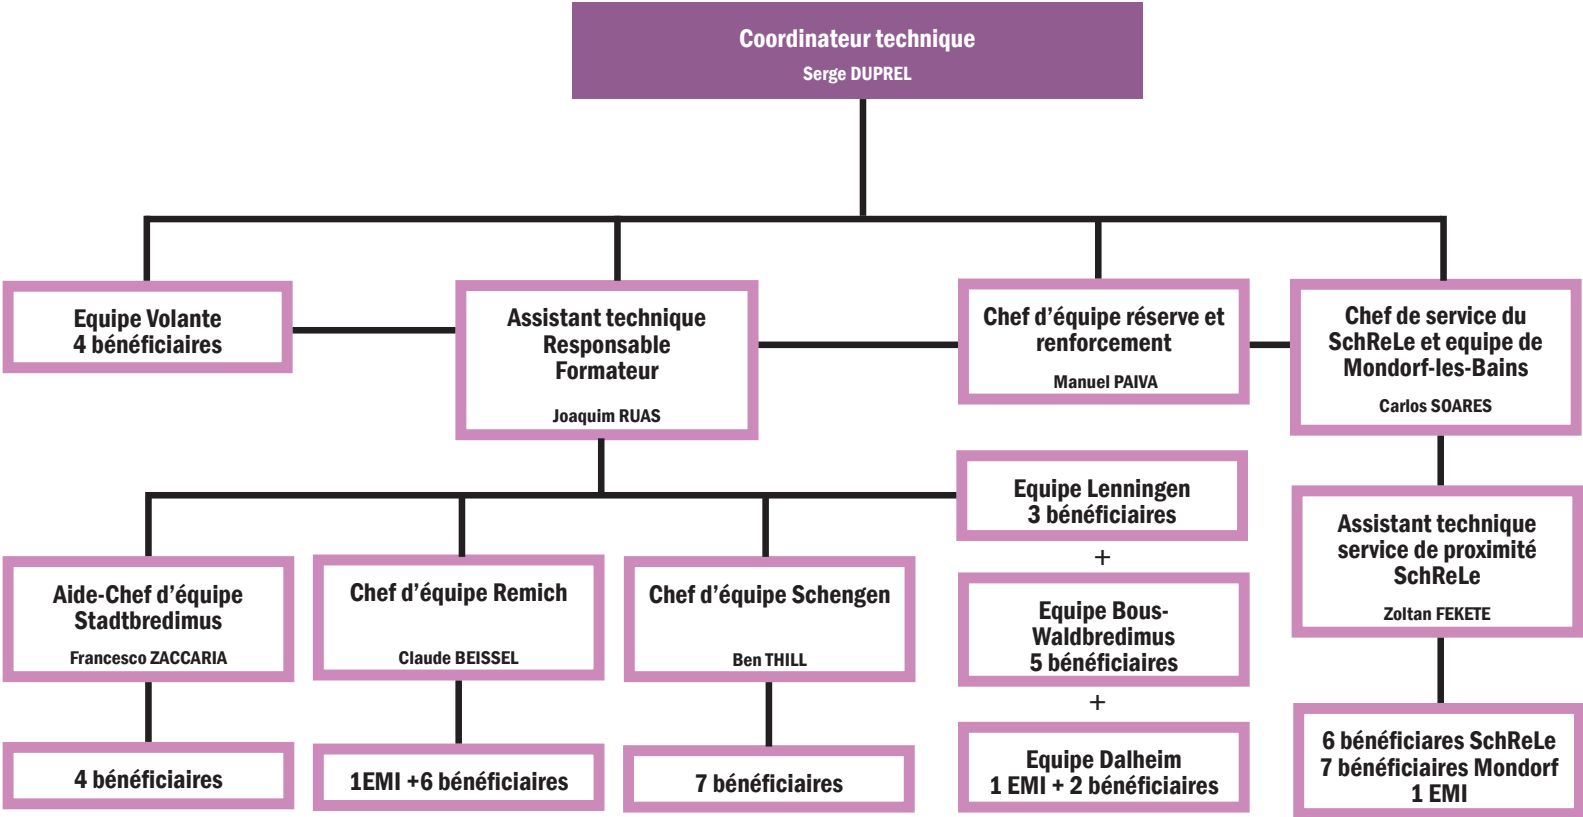 Coordinateur technique
Serge DUPREL
Equipe Volante
4 bénéficiaires
Assistant technique
Responsable
Formateur
Joaquim RUAS
Chef d'équipe réserve et
renforcement
Manuel PAIVA
Chef de service du
SchReLe et equipe de
Mondorf-les-Bains
Carlos SOARES
Aide-Chef d'équipe
Stadtbredimus
Francesco ZACCARIA
4 bénéficiaires
Chef d'équipe Remich
Claude BEISSEL
1EMI +6 bénéficiaires
Chef d'équipe Schengen
Ben THILL
7 bénéficiaires
Equipe Lenningen
3 bénéficiaires
+
Equipe Bous-
Waldbredimus
5 bénéficiaires
+
Equipe Dalheim
1 EMI + 2 bénéficiaires
Assistant technique
service de proximité
SchReLe
Zoltan FEKETE
6 bénéficiares SchReLe
7 bénéficiaires Mondorf
1 EMI